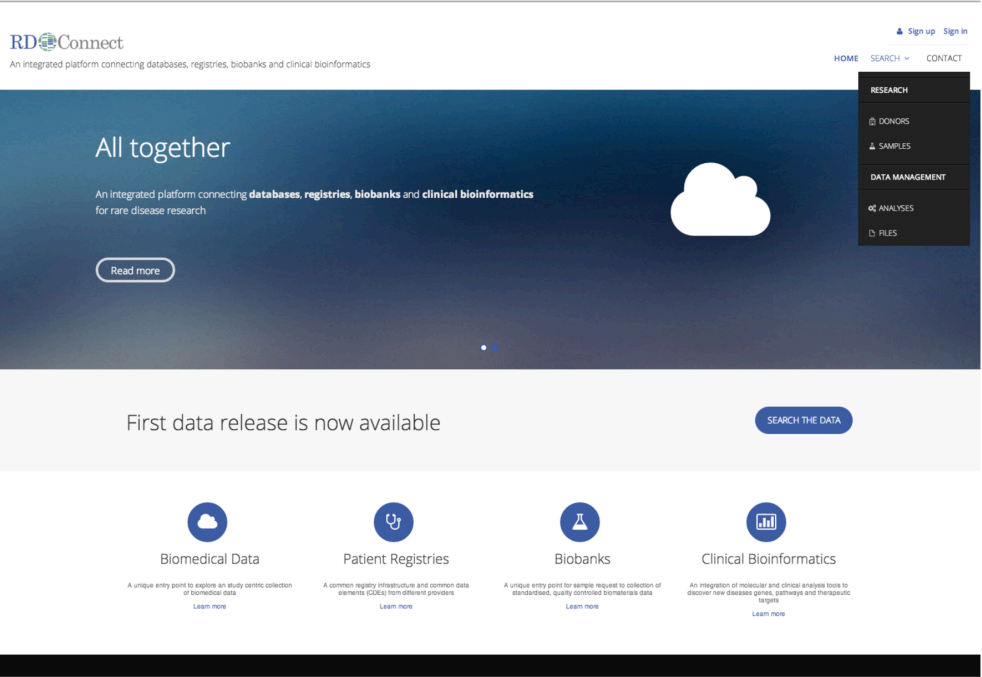 Sign up Sign in
RD Connect
An integrated platform connecting databases, registries, biobanks and clinical bioinformatics
HOME SEARCH CONTACT
RESEARCH
DONORS
SAMPLES
DATA MANAGEMENT
ANALYSES
FILES
All together
An integrated platform connecting databases, registries, biobanks and clinical bioinformatics
for rare disease research
Read more
First data release is now available
SEARCH THE DATA
Biomedical Data
A unique entry point to explore an study centric collection
of biomedical data
Learn more
Patient Registries
A common registry infrastructure and common data
elements (CDEs) from different providers
Learn more
Biobanks
A unique entry point for sample request to collection of
standardised, quality controlled biomaterials data
Learn more
Clinical Bioinformatics
An integration of molecular and clinical analysis tools to
discover new diseases genes, pathways and therapeutic
targets
Learn more